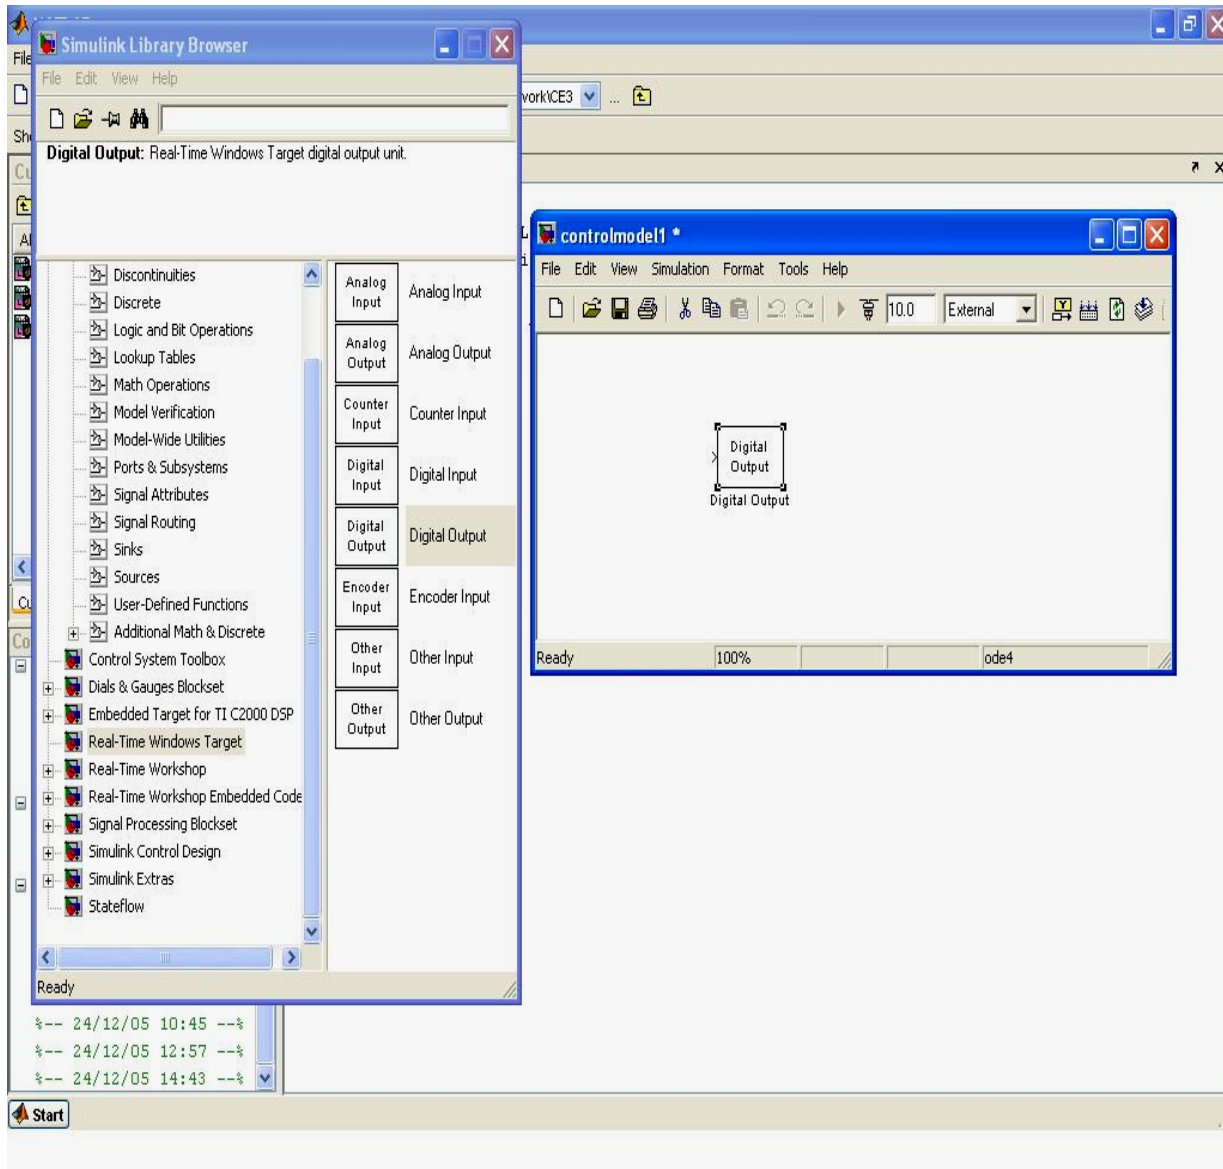 Simulink Library Browser
File
File Edit View Help
work\CE3
...
Digital Output: Real-Time Windows Target digital output unit.
Discontinuities
Discrete
Logic and Bit Operations
Lookup Tables
Math Operations
Model Verification
Model-Wide Utilities
Ports & Subsystems
Signal Attributes
Signal Routing
Sinks
Sources
User-Defined Functions
Additional Math & Discrete
Control System Toolbox
Dials & Gauges Blockset
Embedded Target for TI C2000 DSP
Real-Time Windows Target
Real-Time Workshop
Real-Time Workshop Embedded Code
Signal Processing Blockset
Simulink Control Design
Simulink Extras
Stateflow
Analog
Input
Analog Input
Analog
Output
Analog Output
Counter
Input
Counter Input
Digital
Input
Digital Input
Digital
Output
Digital Output
Encoder
Input
Encoder Input
Other
Input
Other Input
Other
Output
Other Output
Ready
controlmodel1 *
File Edit View Simulation Format Tools Help
10.0 External
Digital
Output
Digital Output
Ready 100% ode4
%-- 24/12/05 10:45 --%
%-- 24/12/05 12:57 --%
%-- 24/12/05 14:43 --%
Start